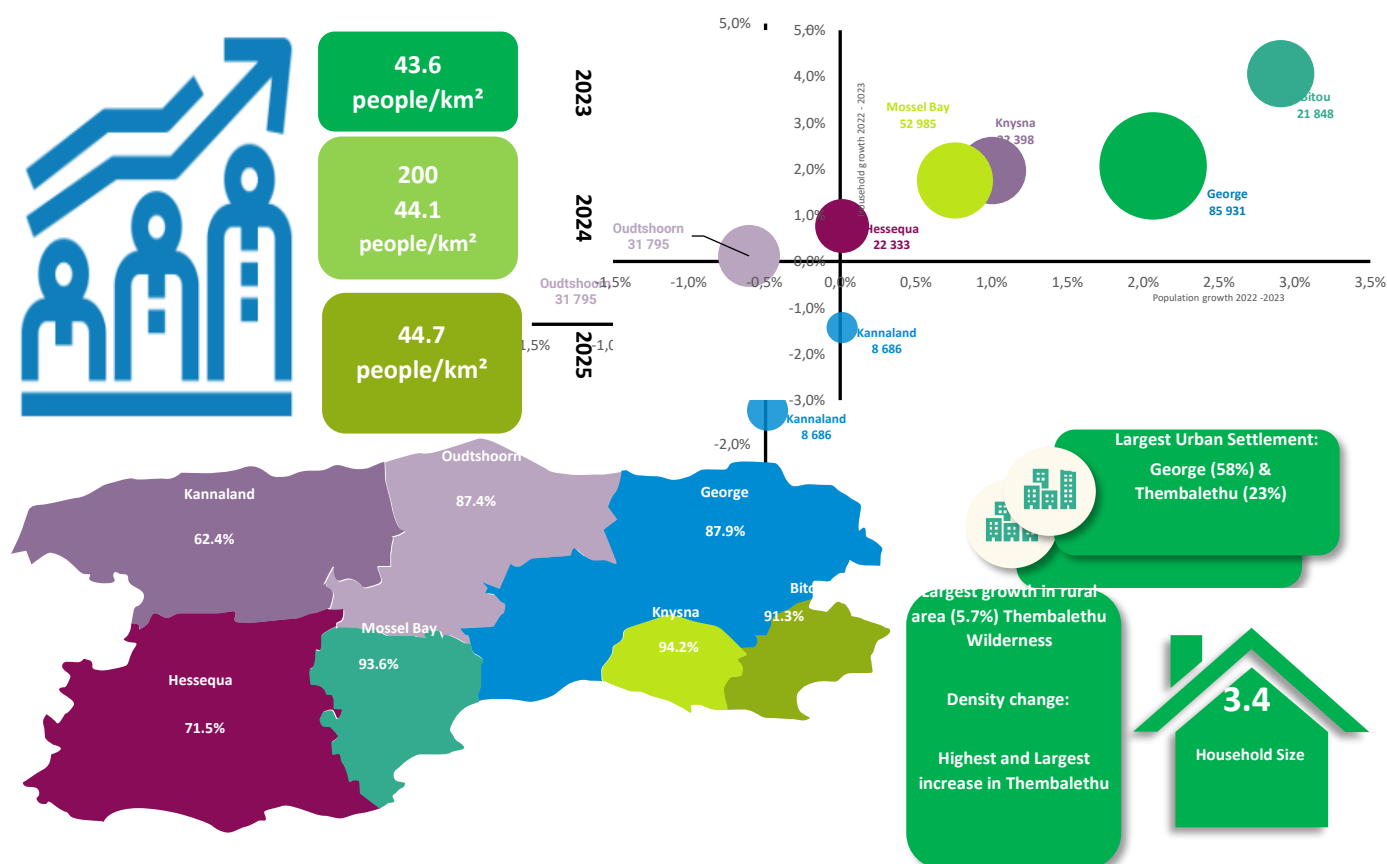 43.6
people/km²
2023
200
44.1
people/km²
2024
44.7
people/km²
2025
5,0%
5,0%
4,0%
3,0%
2,0%
1,0%
0,0%
-1,0%
-2,0%
-3,0%
Household growth 2022 - 2023
-1,5%
-1,0%
-0,5%
0,0%
0,5%
1,0%
1,5%
2,0%
2,5%
3,0%
3,5%
Population growth 2022 -2023
Mossel Bay
52 985
Knysna
Bitou
21 848
George
85 931
Hessequa
22 333
Oudtshoorn
31 795
Kannaland
8 686
Oudtshoorn
31 795
1,5%
Kannaland
8 686
-2,0%
Kannaland
62.4%
Oudtshoorn
87.4%
George
87.9%
Bitou
91.3%
Knysna
94.2%
Mossel Bay
93.6%
Hessequa
71.5%
Largest Urban Settlement:
George (58%) &
Thembalethu (23%)
Largest growth in rural
area (5.7%) Thembalethu
Wilderness
Density change:
Highest and Largest
increase in Thembalethu
3.4
Household Size